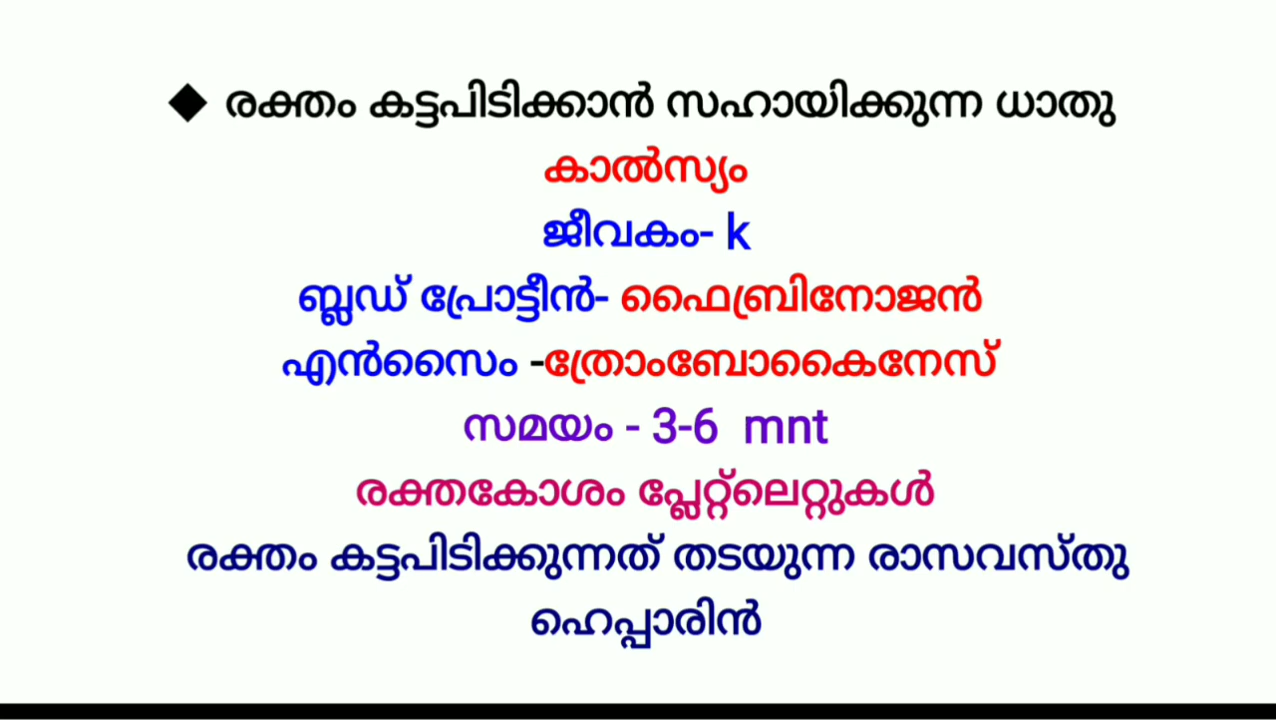 ◆ രക്തം കട്ടപിടിക്കാൻ സഹായിക്കുന്ന ധാതു
കാൽസ്യം
ജീവകം- k
ബ്ലഡ് പ്രോട്ടീൻ- ഫൈബ്രിനോജൻ
എൻസൈം -ത്രോംബോകൈനേസ്
സമയം - 3-6 mnt
രക്തകോശം പ്ലേറ്റ്ലെറ്റുകൾ
രക്തം കട്ടപിടിക്കുന്നത് തടയുന്ന രാസവസ്തു
ഹെപ്പാരിൻ